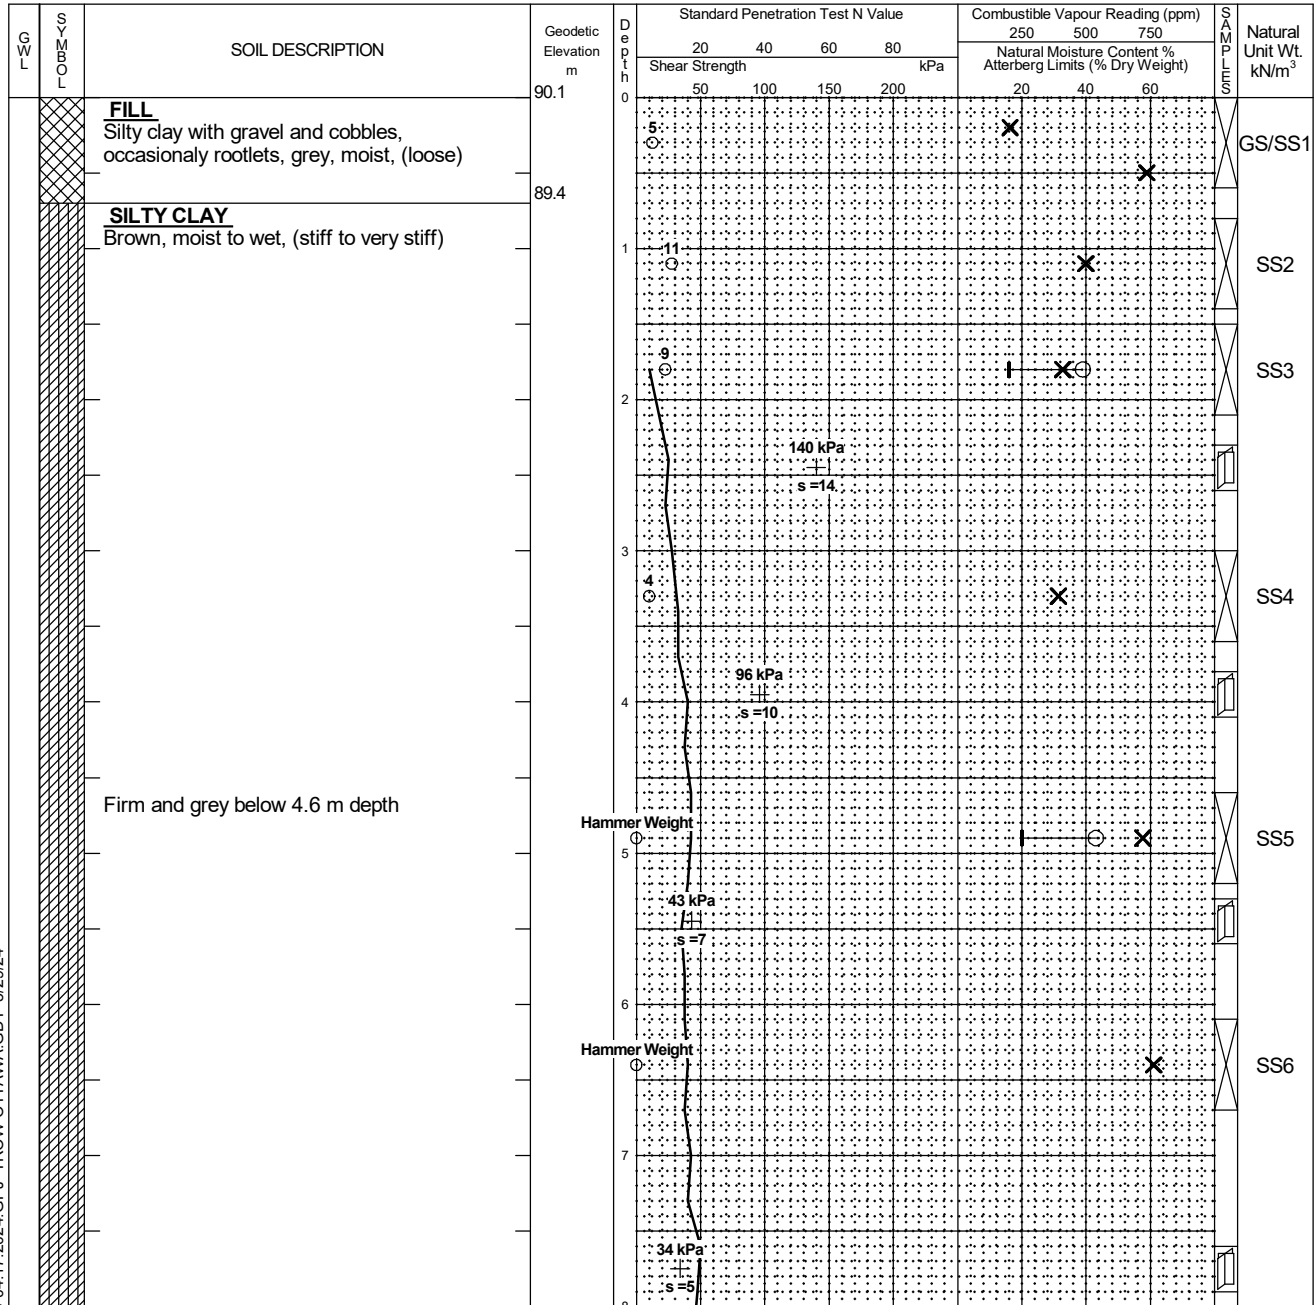 GWL
SYMBOL
SOIL DESCRIPTION
Geodetic
Elevation
m
Depth
Standard Penetration Test N Value
20 40 60 80
Shear Strength kPa
50 100 150 200
Combustible Vapour Reading (ppm)
250 500 750
Natural Moisture Content %
Atterberg Limits (% Dry Weight)
20 40 60
SAMPLES
Natural
Unit Wt.
kN/m³
90.1
0
FILL
Silty clay with gravel and cobbles,
occasionaly rootlets, grey, moist, (loose)
5
GS/SS1
89.4
SILTY CLAY
Brown, moist to wet, (stiff to very stiff)
1
11
SS2
9
SS3
2
140 kPa
s =14
3
4
SS4
96 kPa
4
s =10
Firm and grey below 4.6 m depth
Hammer Weight
SS5
5
43 kPa
s =7
6
Hammer Weight
SS6
7
34 kPa
s =5
8